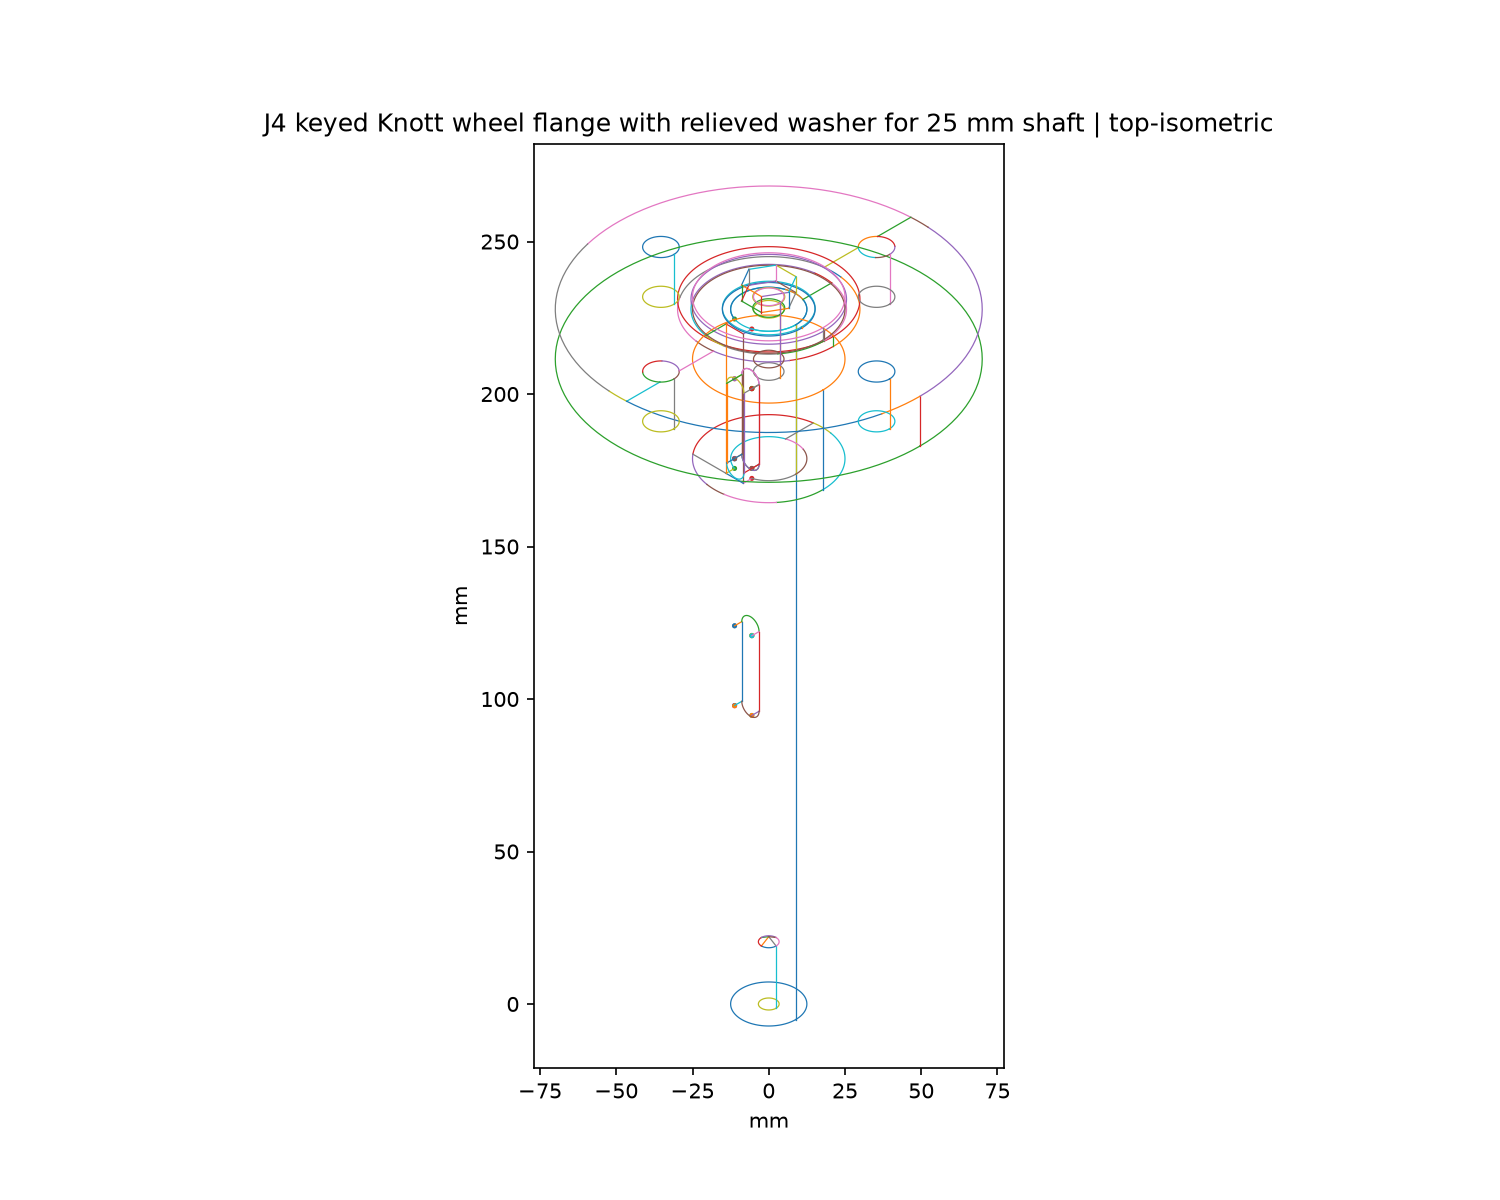 J4 keyed Knott wheel flange with relieved washer for 25 mm shaft | top-isometric
250
200
150
mm
100
50
0
−75 −50 −25 0 25 50 75
mm